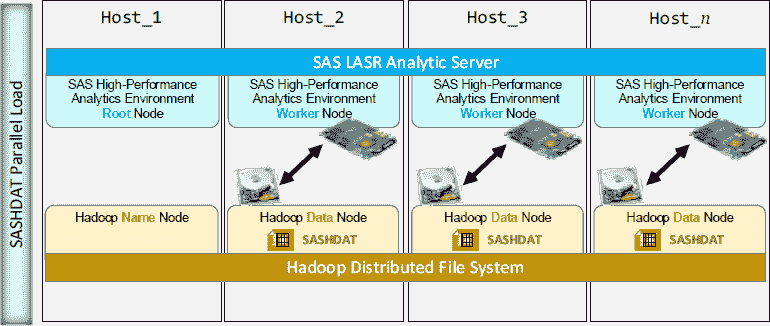 SASHDAT Parallel Load
Host_1
Host_2
Host_3
Host_n
SAS LASR Analytic Server
SAS High-Performance
Analytics Environment
Root Node
SAS High-Performance
Analytics Environment
Worker Node
SAS High-Performance
Analytics Environment
Worker Node
SAS High-Performance
Analytics Environment
Worker Node
Hadoop Name Node
Hadoop Data Node
SASHDAT
Hadoop Data Node
SASHDAT
Hadoop Data Node
SASHDAT
Hadoop Distributed File System